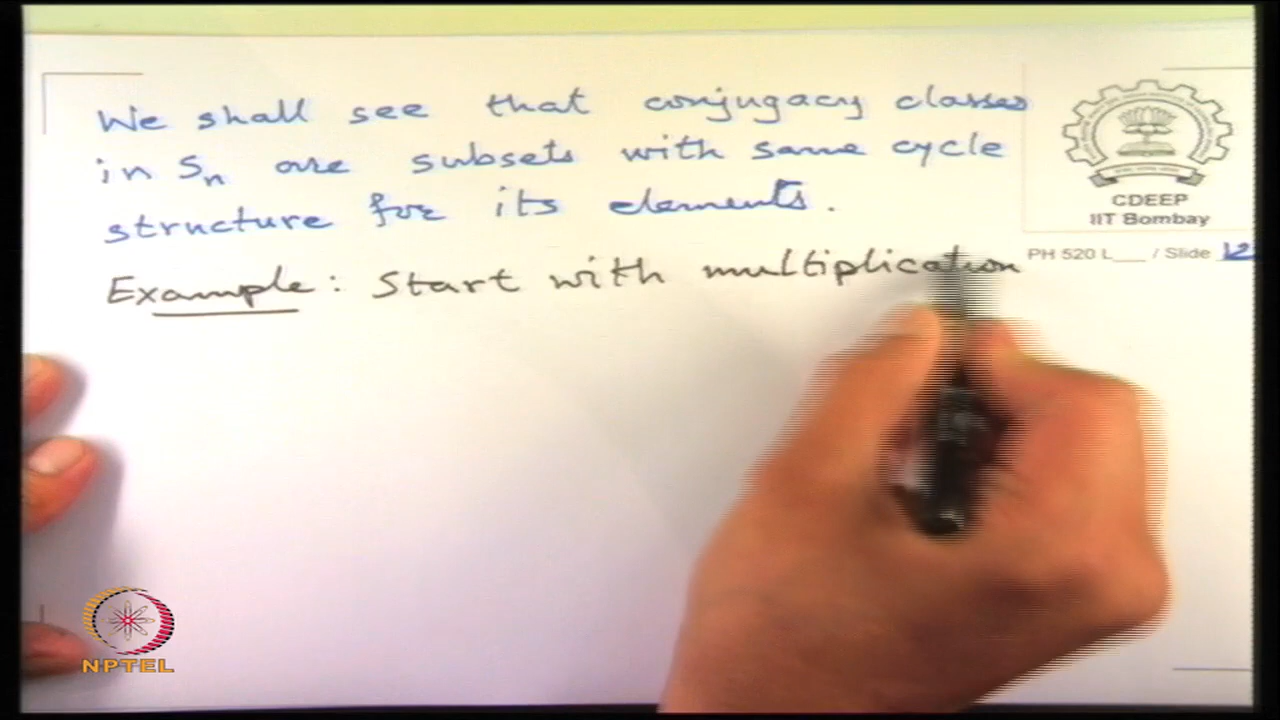 We shall see that conjugacy classes
in Sn are subsets with same cycle
structure for its elements.
Example: Start with multiplication
CDEEP
IIT Bombay
PH 520 L___ / Slide 12
NPTEL